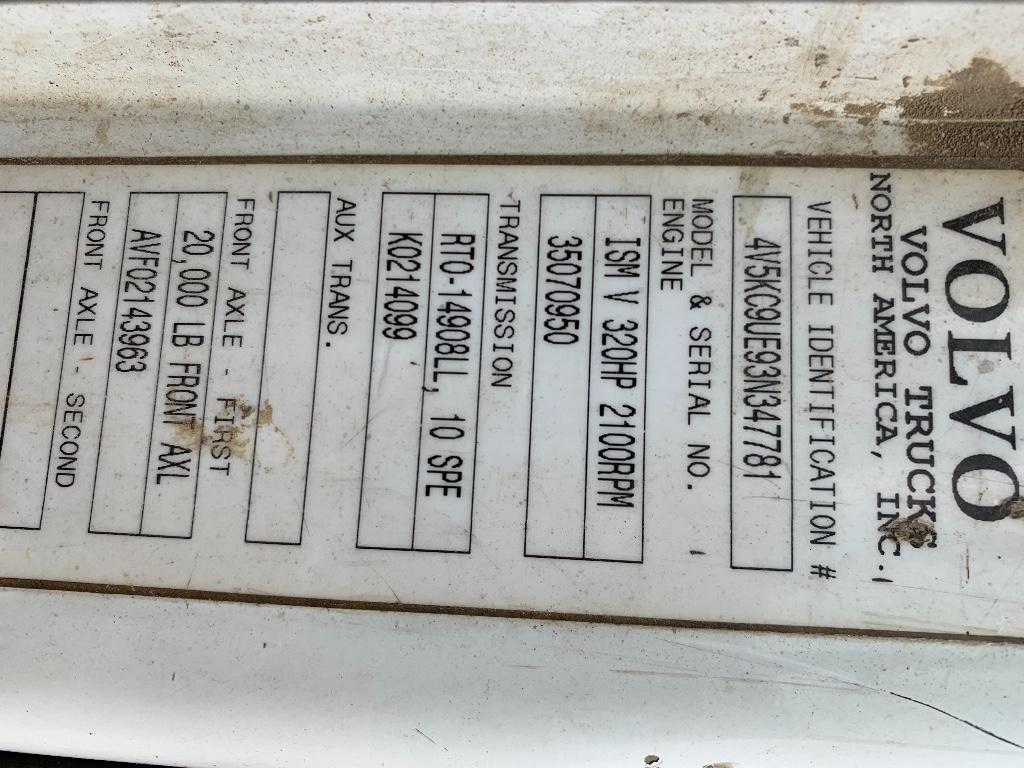 VOLVO
VOLVO TRUCKS
NORTH AMERICA, INC.
VEHICLE IDENTIFICATION #
4V5KC9UE93N347781
MODEL & SERIAL NO.
ENGINE
ISM V 320HP 2100RPM
35070950
TRANSMISSION
RTO-14908LL, 10 SPE
K0214099
AUX TRANS.
FRONT AXLE - FIRST
20,000 LB FRONT AXL
AVF02143963
FRONT AXLE - SECOND